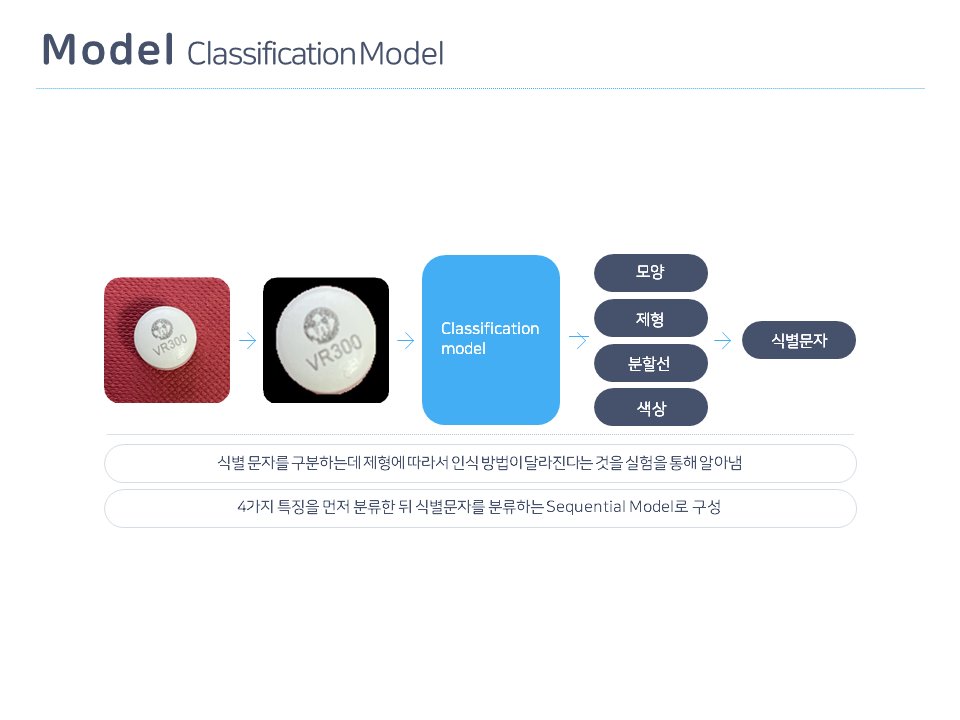 Model Classification Model
VR300
VR300
Classification
model
모양
제형
분할선
색상
식별문자
식별 문자를 구분하는데 제형에 따라서 인식 방법이 달라진다는 것을 실험을 통해 알아냄
4가지 특징을 먼저 분류한 뒤 식별문자를 분류하는 Sequential Model로 구성